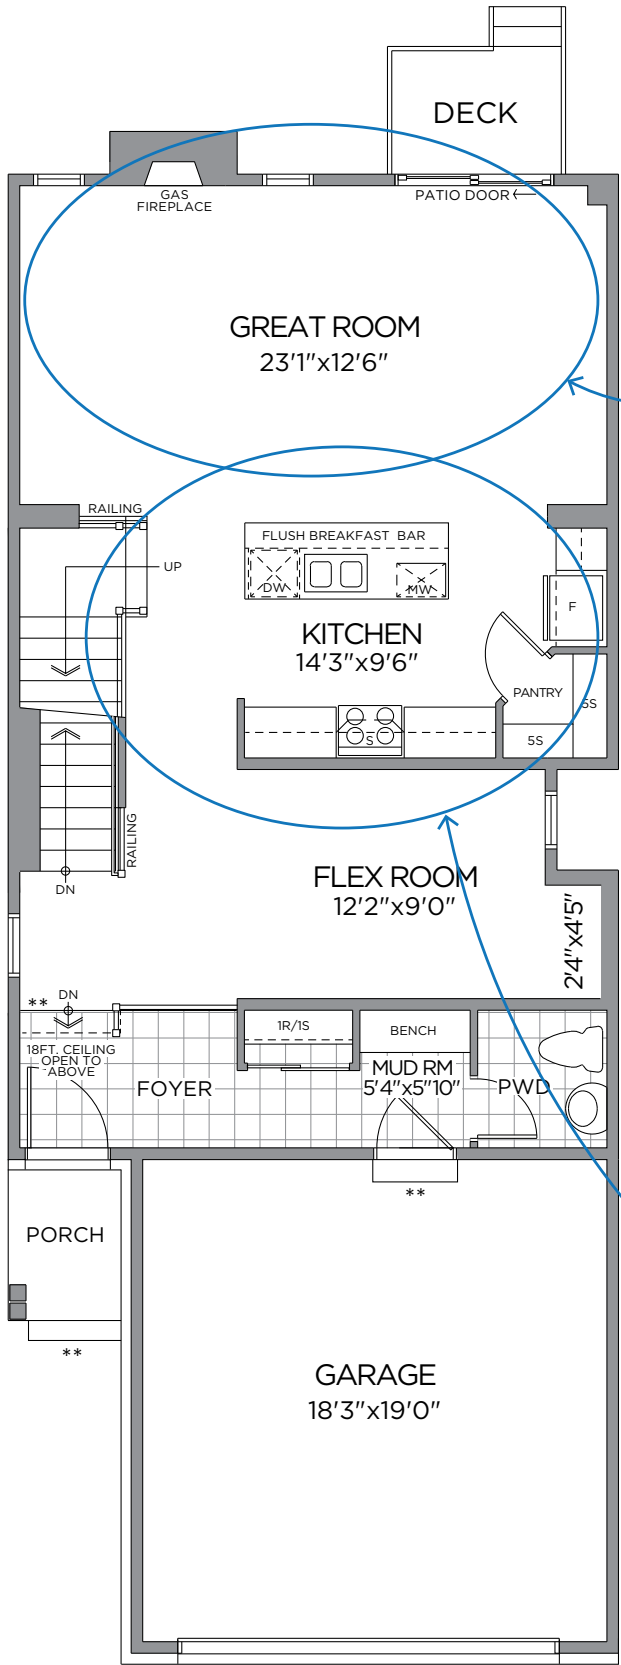 DECK
GAS
FIREPLACE
PATIO DOOR
GREAT ROOM
23'1"x12'6"
RAILING
FLUSH BREAKFAST BAR
UP
DW
MW
F
KITCHEN
14'3"x9'6"
PANTRY
5S
5S
S
RAILING
FLEX ROOM
12'2"x9'0"
DN
2'4"x4'5"
DN
**
1R/1S
BENCH
18FT. CEILING
OPEN TO
ABOVE
MUD RM
5'4"x5'10"
FOYER
PWD
**
PORCH
**
GARAGE
18'3"x19'0"